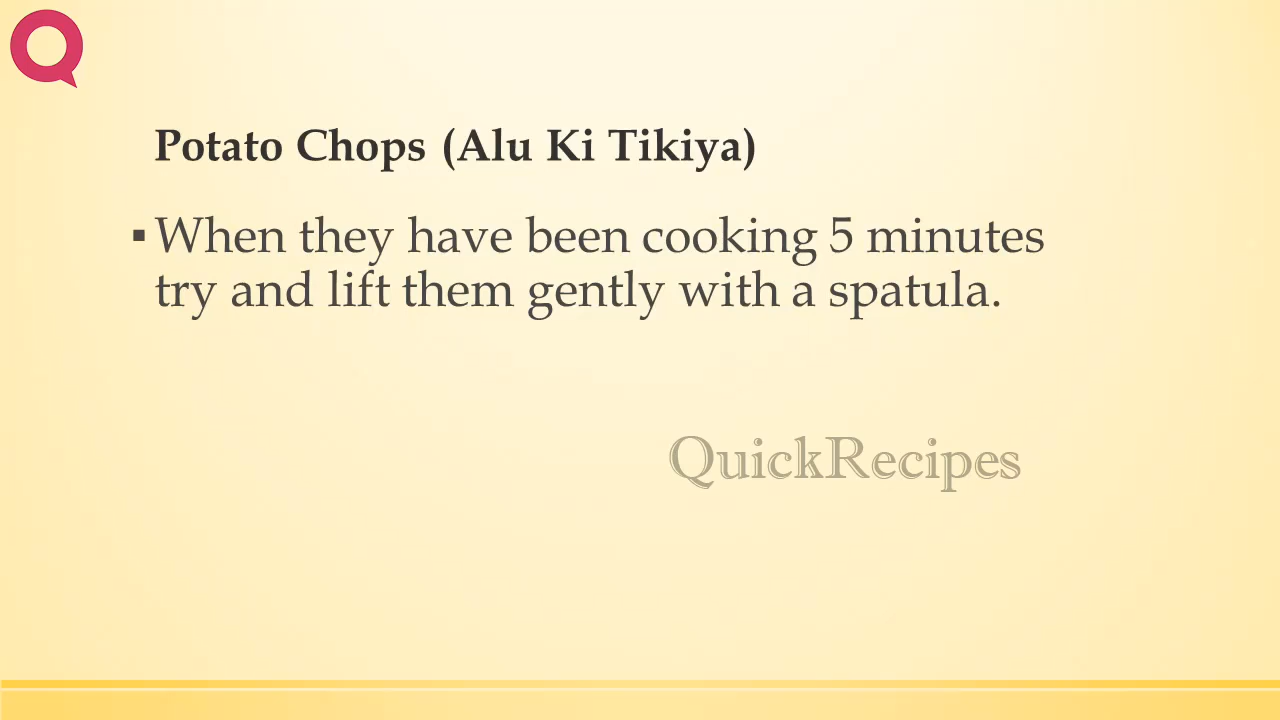 Potato Chops (Alu Ki Tikiya)
▪ When they have been cooking 5 minutes
try and lift them gently with a spatula.
QuickRecipes